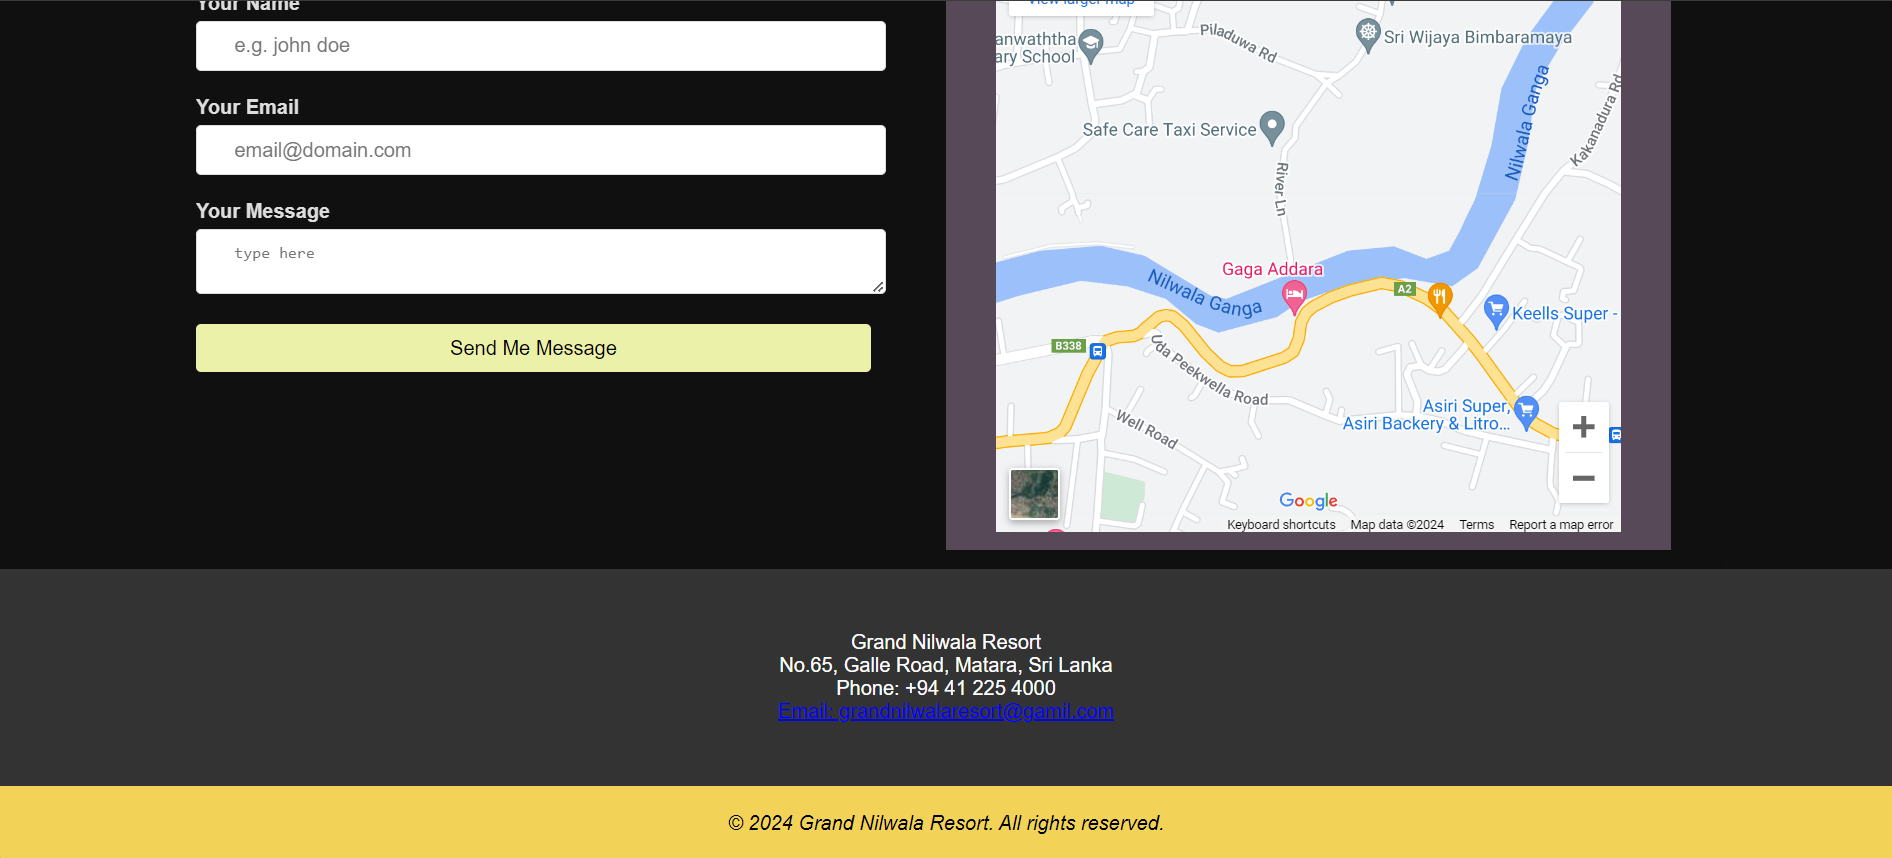 Your Name
e.g. john doe
Your Email
email@domain.com
Your Message
type here
Send Me Message
View larger map
anwaththa
ary School
Piladuwa Rd
Sri Wijaya Bimbaramaya
Safe Care Taxi Service
River Ln
Nilwala Ganga
Kakanadura Rd
Gaga Addara
Nilwala Ganga
A2
Keells Super -
B338
Uda Peekwella Road
Asiri Super,
Asiri Backery & Litro...
Well Road
Google
Keyboard shortcuts Map data ©2024 Terms Report a map error
Grand Nilwala Resort
No.65, Galle Road, Matara, Sri Lanka
Phone: +94 41 225 4000
Email: grandnilwalaresort@gamil.com
© 2024 Grand Nilwala Resort. All rights reserved.